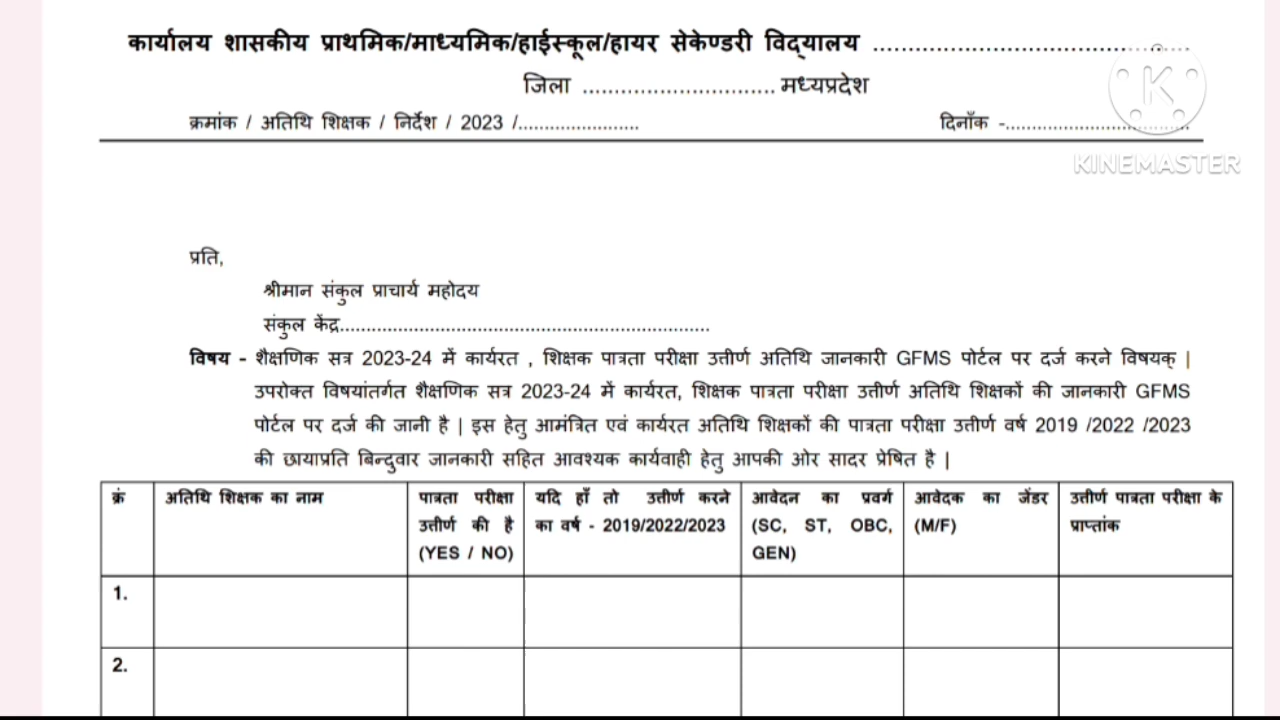 कार्यालय शासकीय प्राथमिक/माध्यमिक/हाईस्कूल/हायर सेकेण्डरी विद्यालय ................................................
जिला .............................. मध्यप्रदेश
क्रमांक / अतिथि शिक्षक / निर्देश / 2023 /....................... दिनाँक -.............................
K
KINEMASTER
प्रति,
श्रीमान संकुल प्राचार्य महोदय
संकुल केंद्र......................................................................
विषय - शैक्षणिक सत्र 2023-24 में कार्यरत , शिक्षक पात्रता परीक्षा उत्तीर्ण अतिथि जानकारी GFMS पोर्टल पर दर्ज करने विषयक् |
उपरोक्त विषयांतर्गत शैक्षणिक सत्र 2023-24 में कार्यरत, शिक्षक पात्रता परीक्षा उत्तीर्ण अतिथि शिक्षकों की जानकारी GFMS
पोर्टल पर दर्ज की जानी है | इस हेतु आमंत्रित एवं कार्यरत अतिथि शिक्षकों की पात्रता परीक्षा उत्तीर्ण वर्ष 2019 /2022 /2023
की छायाप्रति बिन्दुवार जानकारी सहित आवश्यक कार्यवाही हेतु आपकी ओर सादर प्रेषित है |
क्रं अतिथि शिक्षक का नाम पात्रता परीक्षा यदि हाँ तो उत्तीर्ण करने आवेदन का प्रवर्ग आवेदक का जेंडर उत्तीर्ण पात्रता परीक्षा के
उत्तीर्ण की है का वर्ष - 2019/2022/2023 (SC, ST, OBC, (M/F) प्राप्तांक
(YES / NO) GEN)
1.
2.